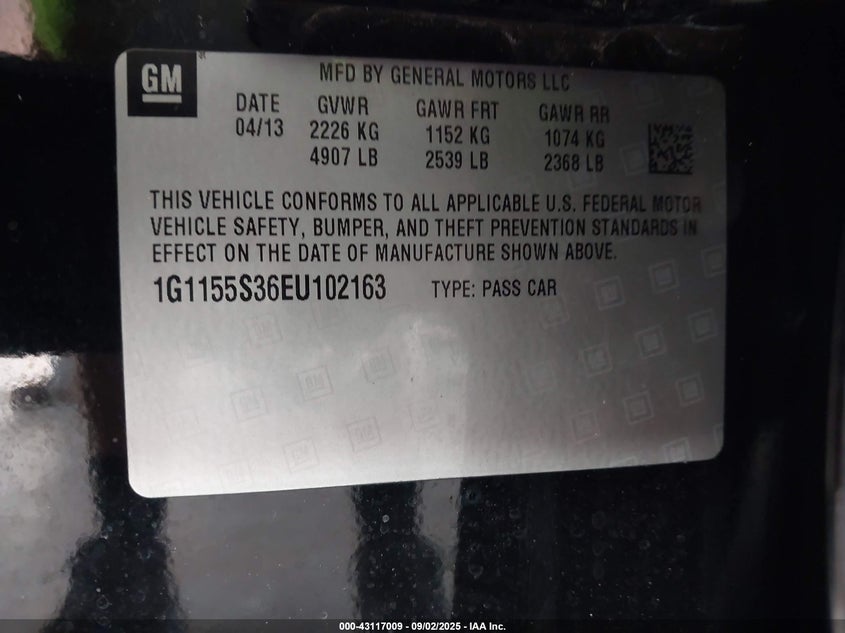 GM
MFD BY GENERAL MOTORS LLC
DATE GVWR GAWR FRT GAWR RR
04/13 2226 KG 1152 KG 1074 KG
4907 LB 2539 LB 2368 LB
THIS VEHICLE CONFORMS TO ALL APPLICABLE U.S. FEDERAL MOTOR
VEHICLE SAFETY, BUMPER, AND THEFT PREVENTION STANDARDS IN
EFFECT ON THE DATE OF MANUFACTURE SHOWN ABOVE.
1G1155S36EU102163 TYPE: PASS CAR
000-43117009 - 09/02/2025 - IAA Inc.